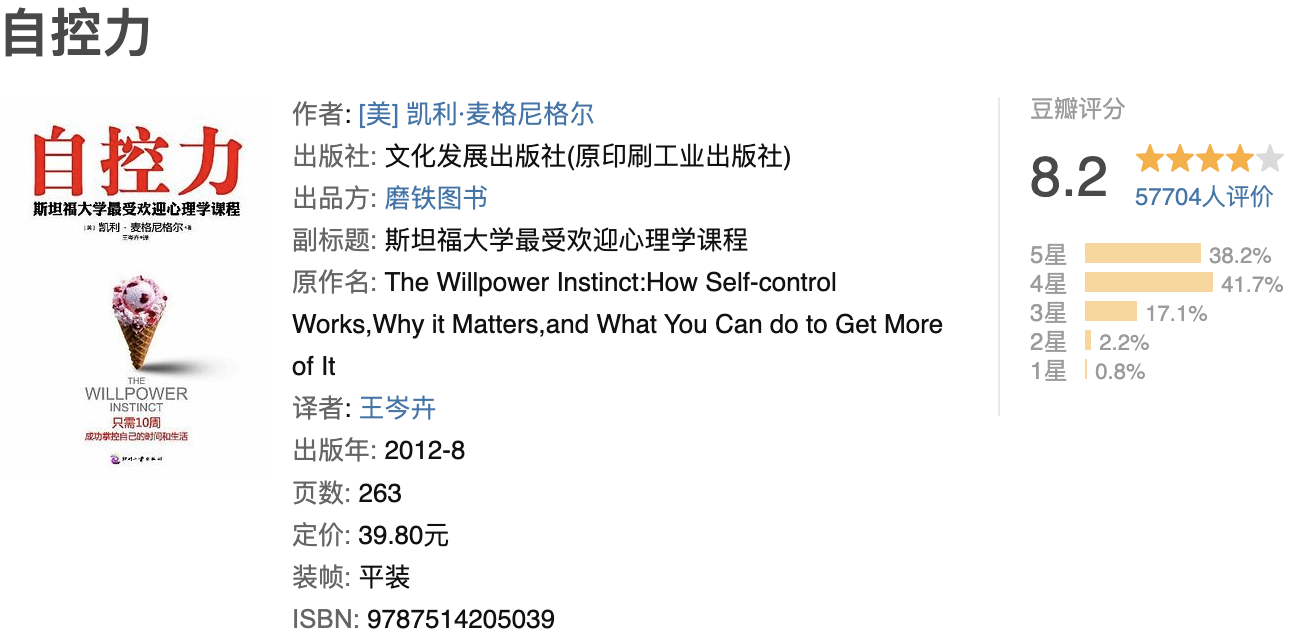 自控力
自控力
斯坦福大学最受欢迎心理学课程
[美] 凯利·麦格尼格尔·著
王岑卉·译
THE
WILLPOWER
INSTINCT
只需10周
成功掌控自己的时间和生活
印刷工业出版社
作者: [美] 凯利·麦格尼格尔
出版社: 文化发展出版社(原印刷工业出版社)
出品方: 磨铁图书
副标题: 斯坦福大学最受欢迎心理学课程
原作名: The Willpower Instinct:How Self-control
Works,Why it Matters,and What You Can do to Get More
of It
译者: 王岑卉
出版年: 2012-8
页数: 263
定价: 39.80元
装帧: 平装
ISBN: 9787514205039
豆瓣评分
8.2
57704人评价
5星 38.2%
4星 41.7%
3星 17.1%
2星 2.2%
1星 0.8%